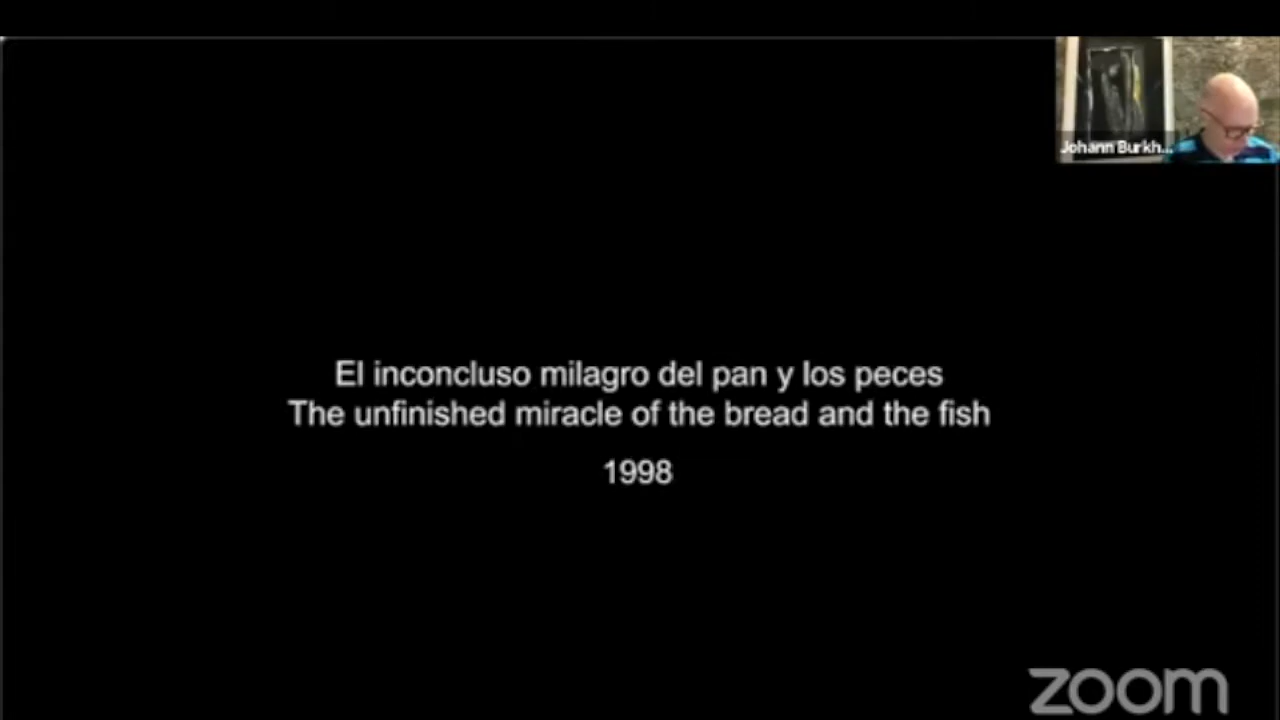 Johann Burkh...
El inconcluso milagro del pan y los peces
The unfinished miracle of the bread and the fish
1998
zoom